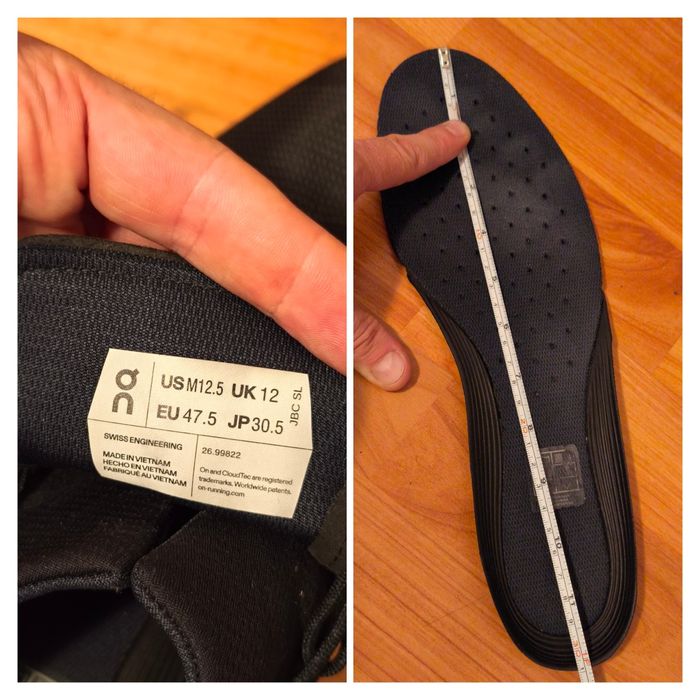 on
US M12.5 UK 12
EU 47.5 JP 30.5
JBC SL
SWISS ENGINEERING
MADE IN VIETNAM
HECHO EN VIETNAM
FABRIQUÉ AU VIETNAM
26.99822
On and CloudTec are registered
trademarks. Worldwide patents.
on-running.com